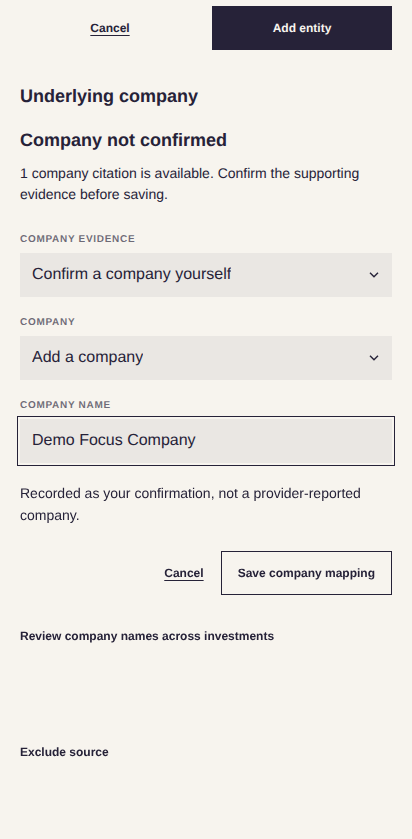 Cancel
Add entity
Underlying company
Company not confirmed
1 company citation is available. Confirm the supporting
evidence before saving.
COMPANY EVIDENCE
Confirm a company yourself
COMPANY
Add a company
COMPANY NAME
Demo Focus Company
Recorded as your confirmation, not a provider-reported
company.
Cancel
Save company mapping
Review company names across investments
Exclude source